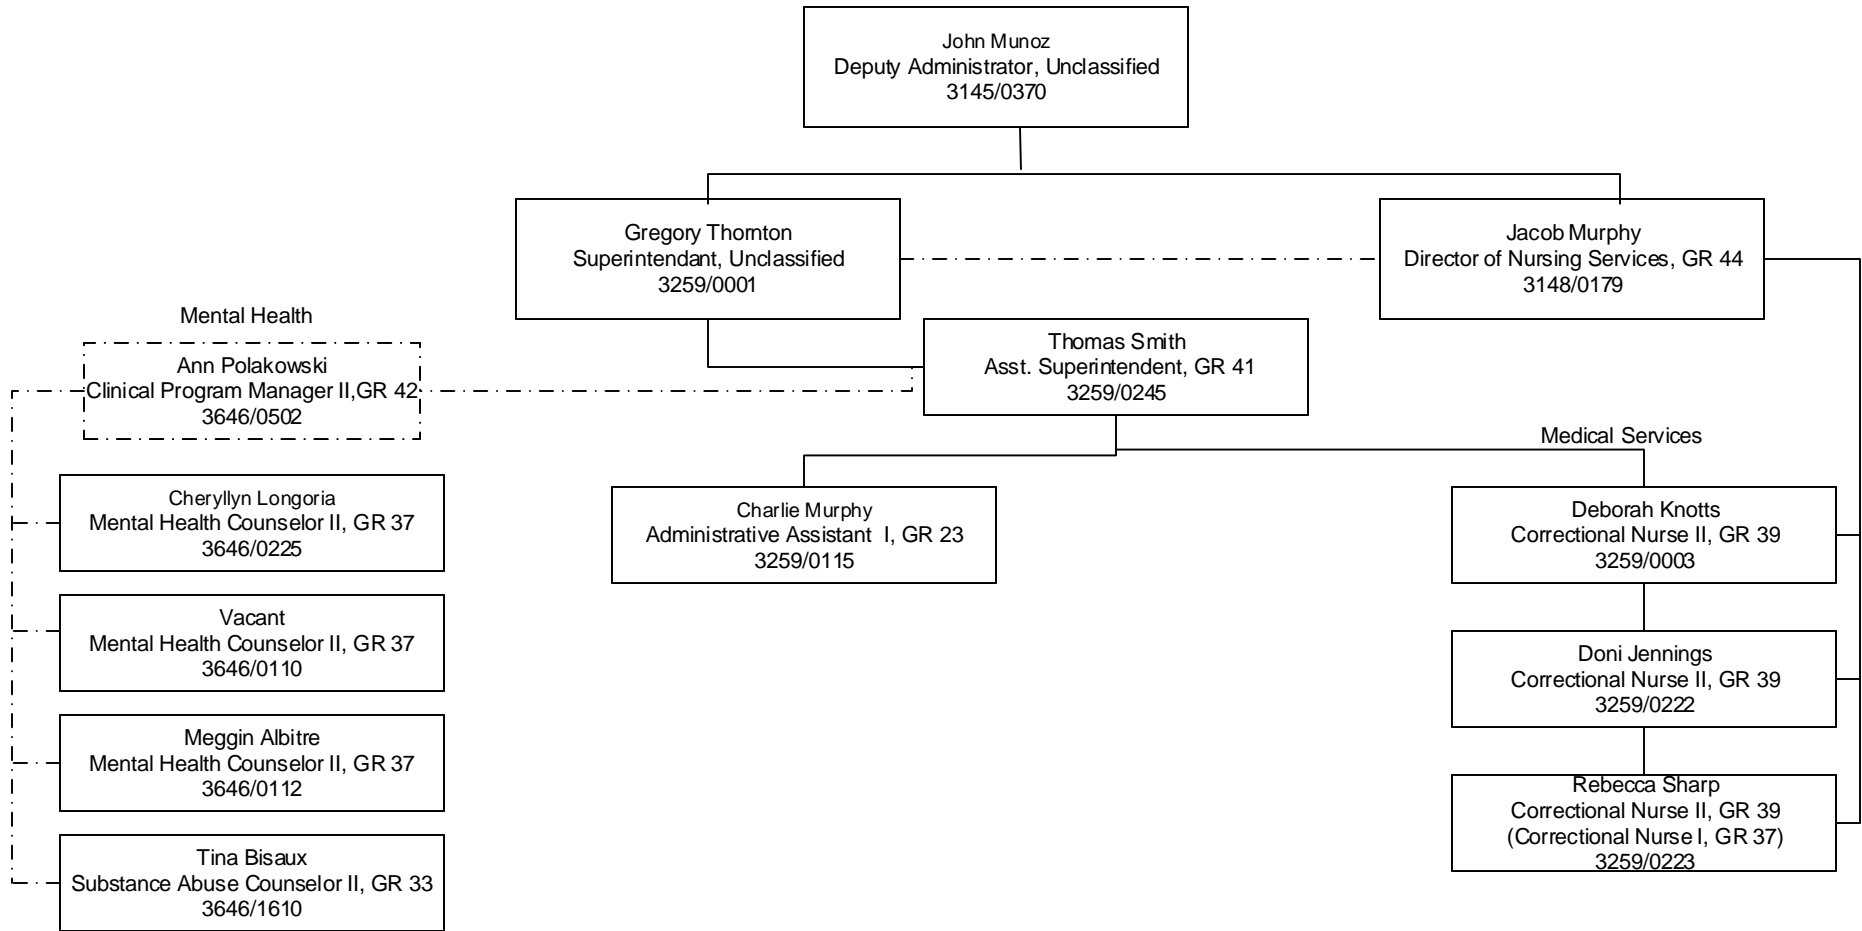 John Munoz
Deputy Administrator, Unclassified
3145/0370
Gregory Thornton
Superintendant, Unclassified
3259/0001
Jacob Murphy
Director of Nursing Services, GR 44
3148/0179
Mental Health
Ann Polakowski
Clinical Program Manager II,GR 42
3646/0502
Thomas Smith
Asst. Superintendent, GR 41
3259/0245
Medical Services
Cheryllyn Longoria
Mental Health Counselor II, GR 37
3646/0225
Charlie Murphy
Administrative Assistant I, GR 23
3259/0115
Deborah Knotts
Correctional Nurse II, GR 39
3259/0003
Vacant
Mental Health Counselor II, GR 37
3646/0110
Doni Jennings
Correctional Nurse II, GR 39
3259/0222
Meggin Albitre
Mental Health Counselor II, GR 37
3646/0112
Rebecca Sharp
Correctional Nurse II, GR 39
(Correctional Nurse I, GR 37)
3259/0223
Tina Bisaux
Substance Abuse Counselor II, GR 33
3646/1610